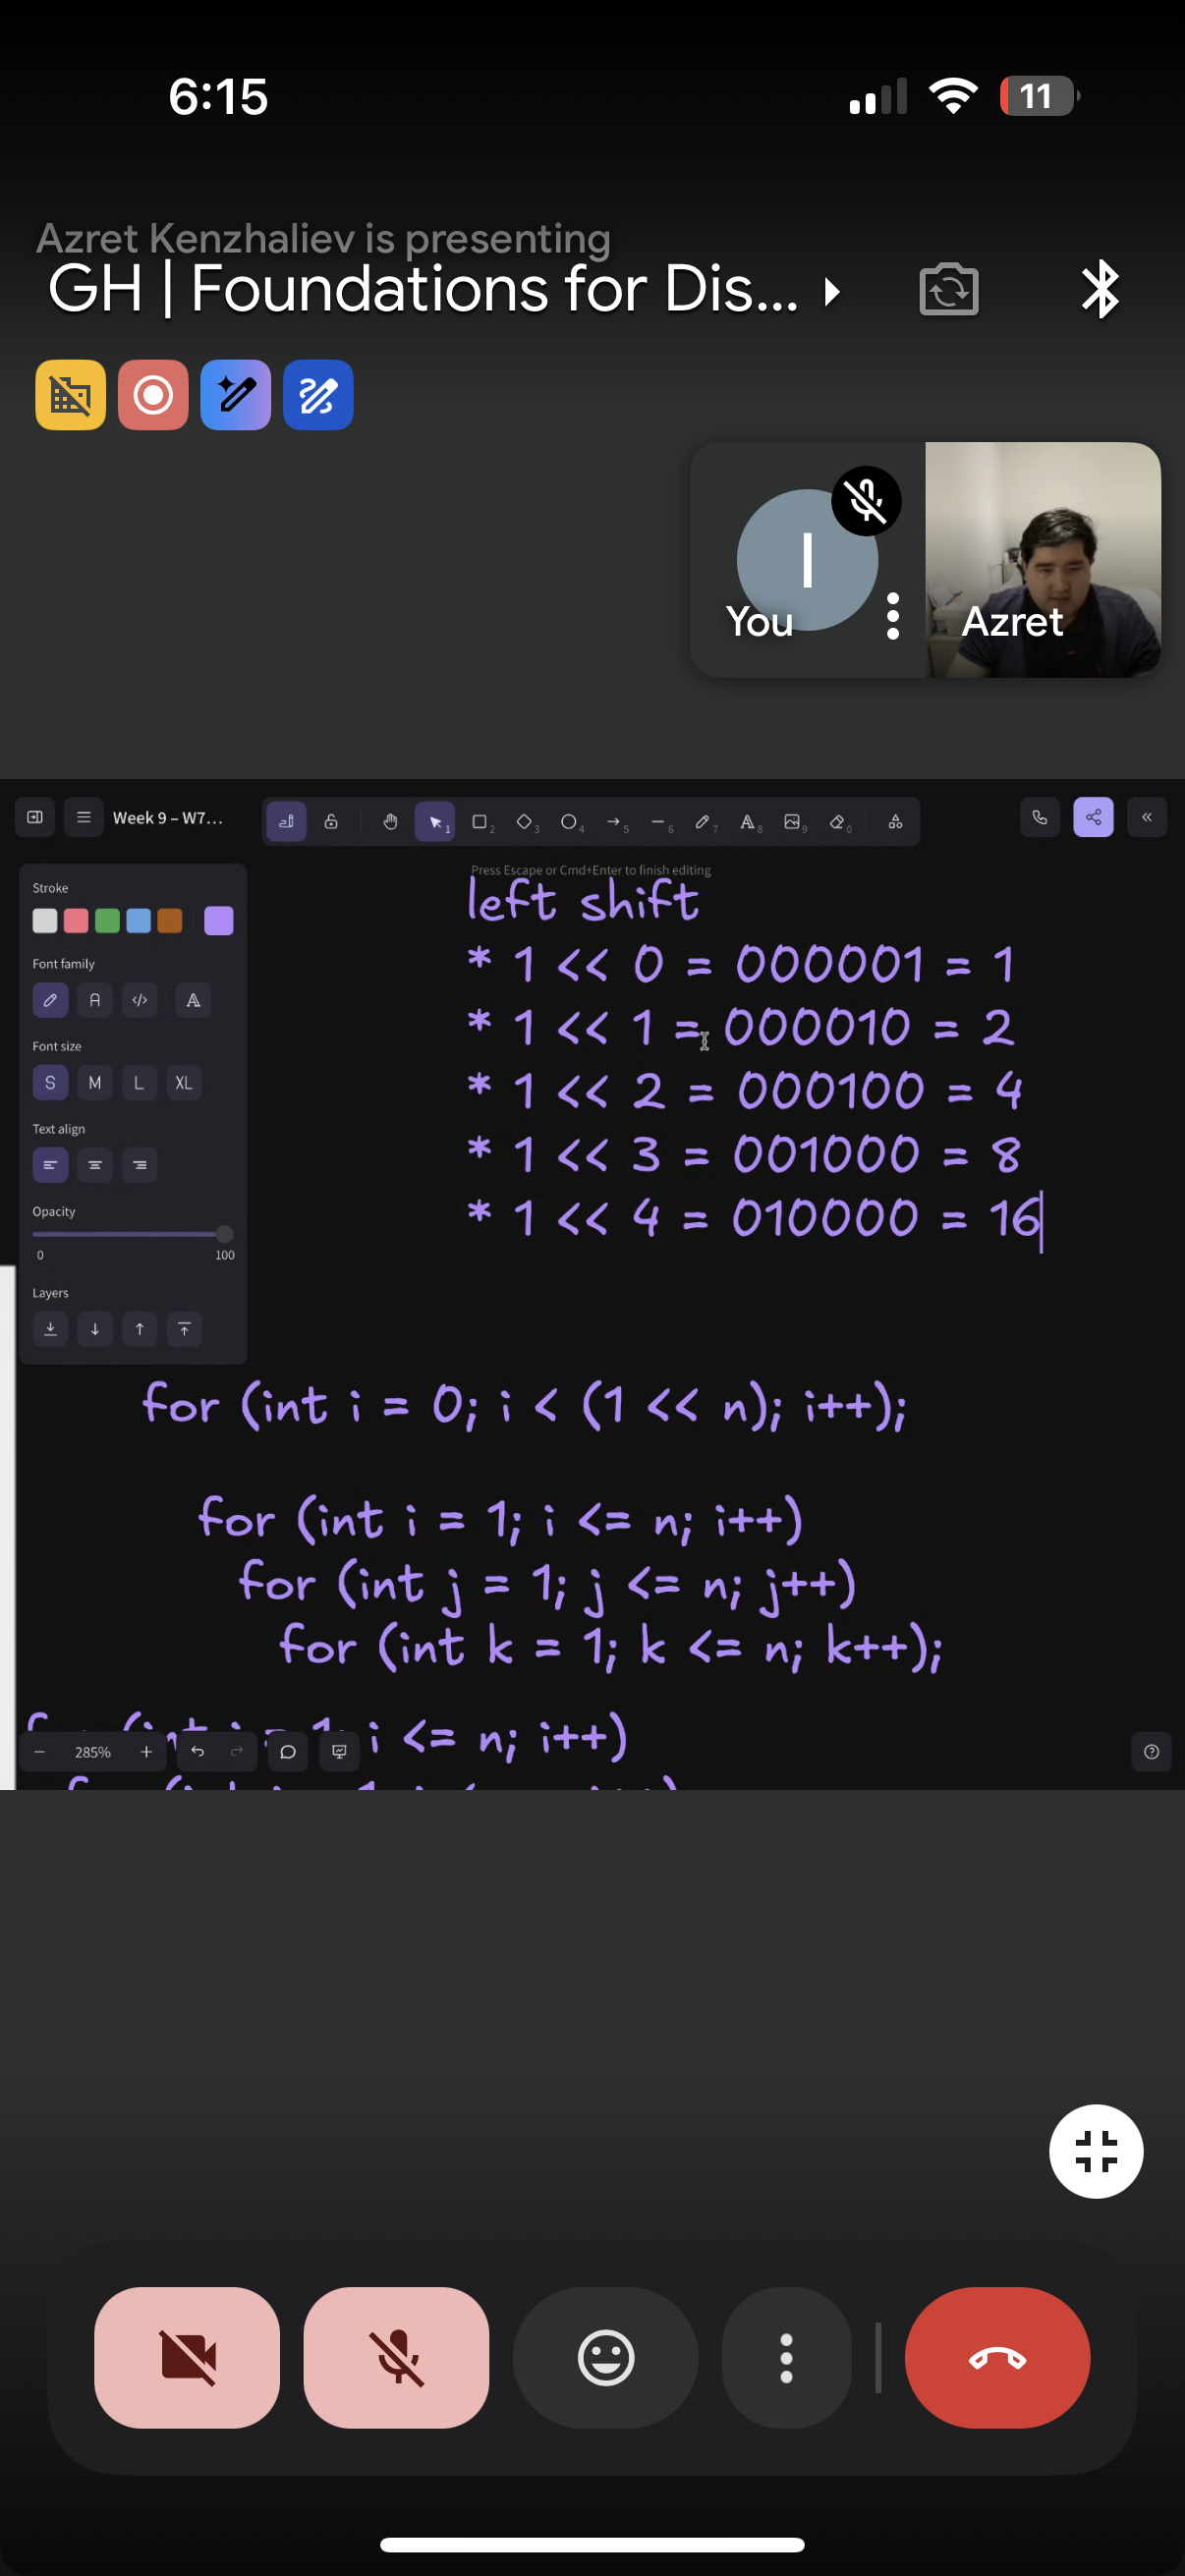 6:15
11
Azret Kenzhaliev is presenting
GH | Foundations for Dis...
I
You
Azret
Week 9 – W7...
1
2
3
4
5
6
7
8
9
0
Press Escape or Cmd+Enter to finish editing
Stroke
Font family
Font size
S M L XL
Text align
Opacity
0 100
Layers
left shift
* 1 << 0 = 000001 = 1
* 1 << 1 = 000010 = 2
* 1 << 2 = 000100 = 4
* 1 << 3 = 001000 = 8
* 1 << 4 = 010000 = 16
for (int i = 0; i < (1 << n); i++);
for (int i = 1; i <= n; i++)
for (int j = 1; j <= n; j++)
for (int k = 1; k <= n; k++);
for (int i = 1; i <= n; i++)
285%